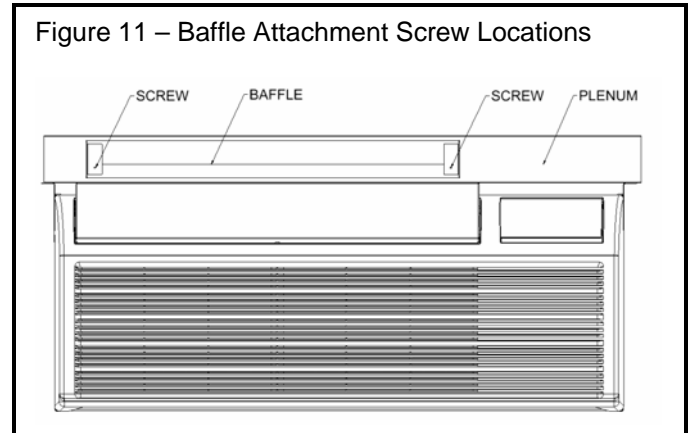 Figure 11 – Baffle Attachment Screw Locations
SCREW BAFFLE SCREW PLENUM